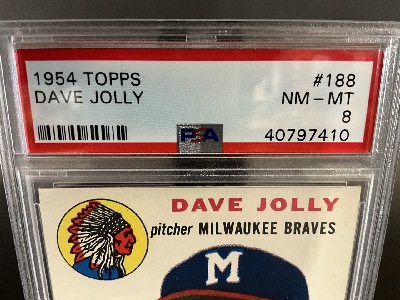 1954 TOPPS #188
DAVE JOLLY NM - MT
8
PSA 40797410
DAVE JOLLY
pitcher MILWAUKEE BRAVES
M